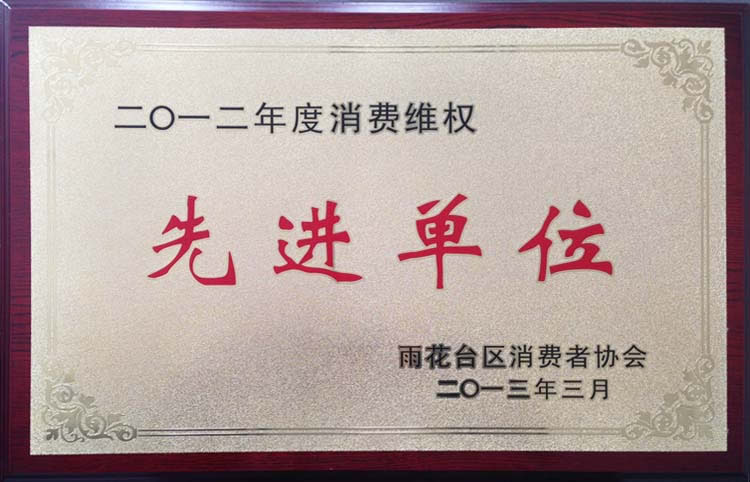 二〇一二年度消费维权
先进单位
雨花台区消费者协会
二〇一三年三月